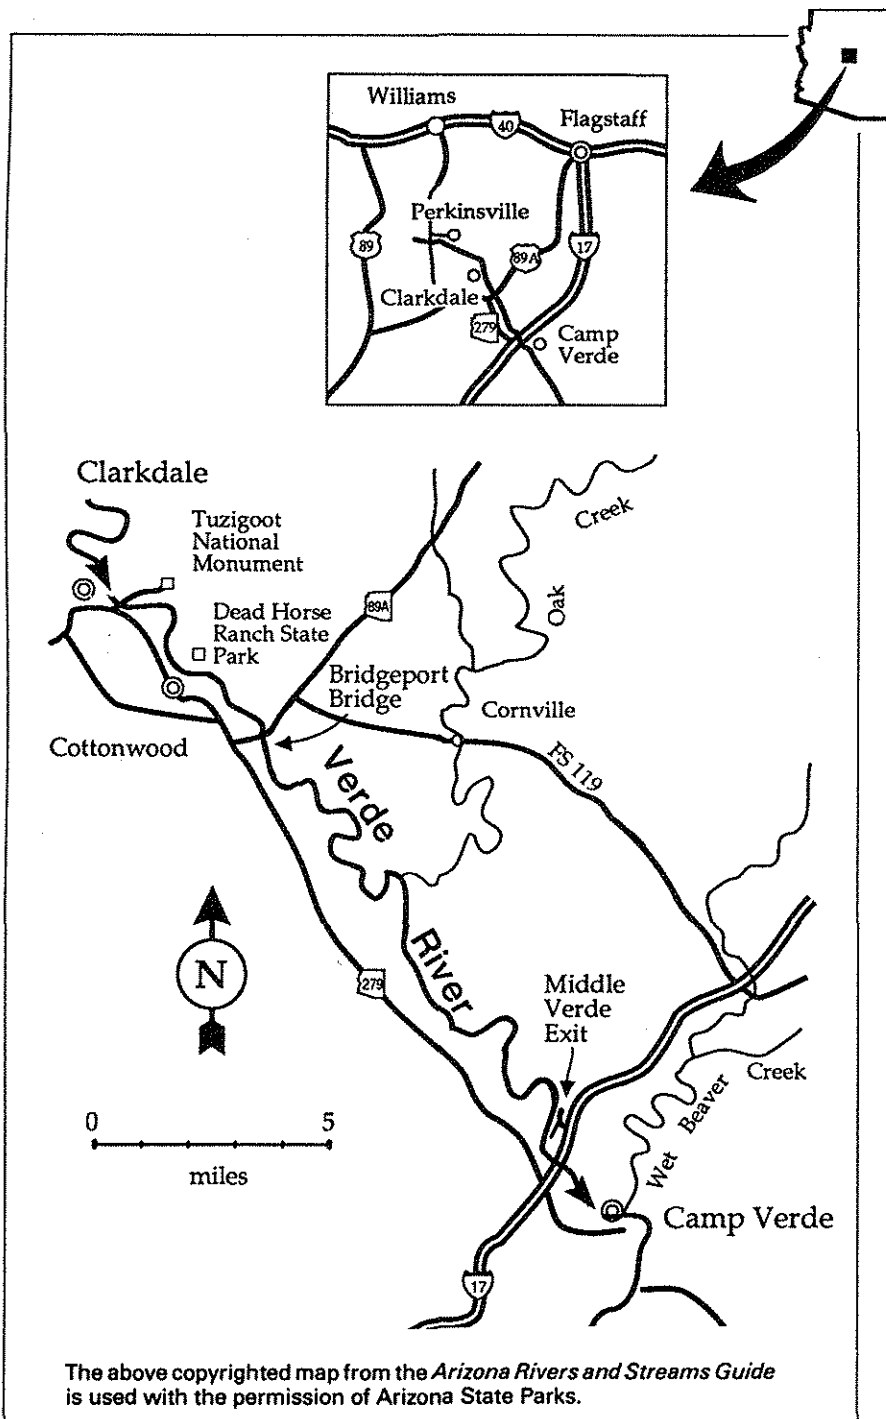 Williams
40
Flagstaff
Perkinsville
89
89A
17
Clarkdale
279
Camp
Verde
Clarkdale
Tuzigoot
National
Monument
Creek
Oak
89A
Dead Horse
Ranch State
Park
Bridgeport
Bridge
Cornville
Cottonwood
FS 119
Verde
River
N
279
Middle
Verde
Exit
Wet Beaver Creek
0 5
miles
Camp Verde
17
The above copyrighted map from the Arizona Rivers and Streams Guide
is used with the permission of Arizona State Parks.